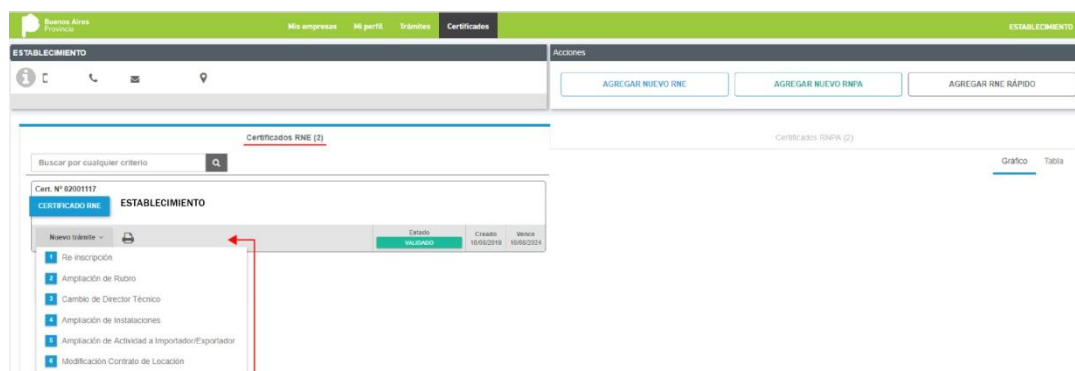 Buenos Aires
Provincia
Mis empresas Mi perfil Trámites Certificados ESTABLECIMIENTO
ESTABLECIMIENTO
Acciones
AGREGAR NUEVO RNE AGREGAR NUEVO RNPA AGREGAR RNE RÁPIDO
Certificados RNE (2) Certificados RNPA (2)
Buscar por cualquier criterio
Gráfico Tabla
Cert. Nº 02001117
CERTIFICADO RNE ESTABLECIMIENTO
Nuevo trámite
Estado Creado Vence
VALIDADO 10/08/2019 10/08/2024
1 Re-inscripción
2 Ampliación de Rubro
3 Cambio de Director Técnico
4 Ampliación de Instalaciones
5 Ampliación de Actividad a Importador/Exportador
6 Modificación Contrato de Locación